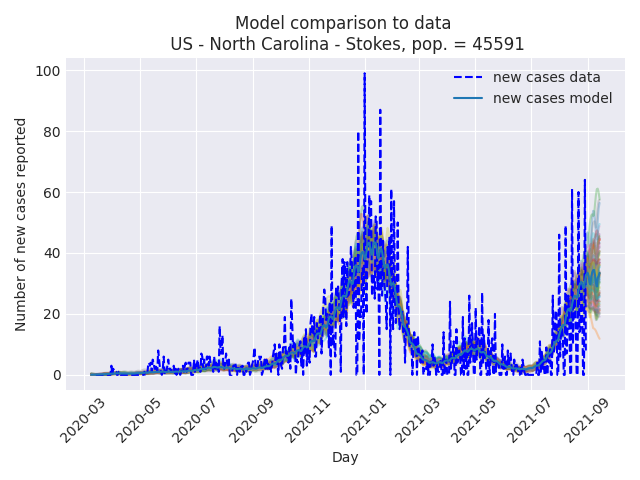 Model comparison to data
US - North Carolina - Stokes, pop. = 45591
new cases data
new cases model
Number of new cases reported
100
80
60
40
20
0
2020-03
2020-05
2020-07
2020-09
2020-11
2021-01
2021-03
2021-05
2021-07
2021-09
Day